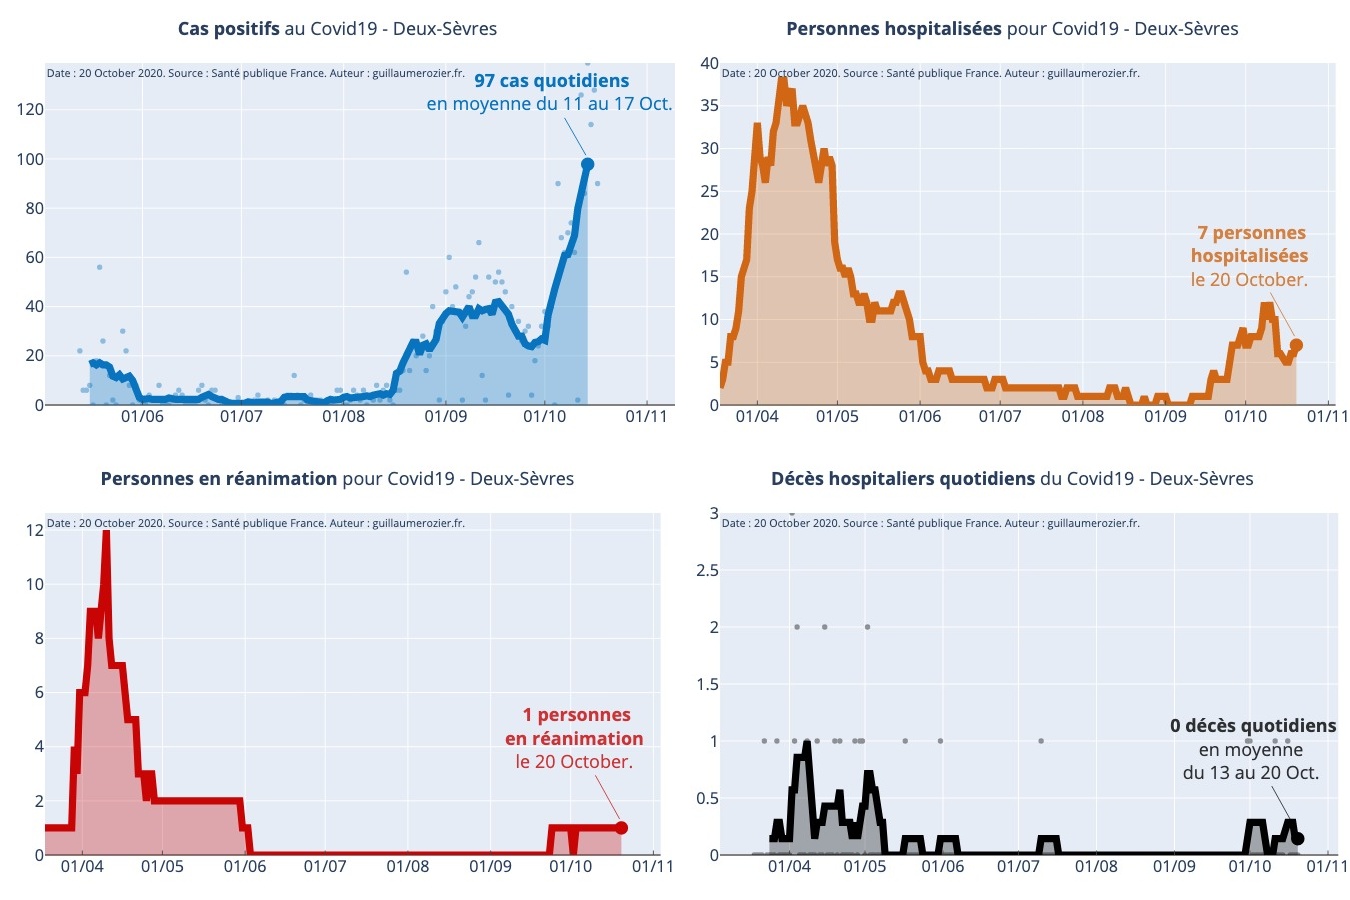 Cas positifs au Covid19 - Deux-Sèvres
Date : 20 October 2020. Source : Santé publique France. Auteur : guillaumerozier.fr.
97 cas quotidiens
en moyenne du 11 au 17 Oct.
120
100
80
60
40
20
0
01/06 01/07 01/08 01/09 01/10 01/11
Personnes hospitalisées pour Covid19 - Deux-Sèvres
Date : 20 October 2020. Source : Santé publique France. Auteur : guillaumerozier.fr.
40
35
30
25
20
15
10
5
0
7 personnes
hospitalisées
le 20 October.
01/04 01/05 01/06 01/07 01/08 01/09 01/10 01/11
Personnes en réanimation pour Covid19 - Deux-Sèvres
Date : 20 October 2020. Source : Santé publique France. Auteur : guillaumerozier.fr.
12
10
8
6
4
2
0
1 personnes
en réanimation
le 20 October.
01/04 01/05 01/06 01/07 01/08 01/09 01/10 01/11
Décès hospitaliers quotidiens du Covid19 - Deux-Sèvres
Date : 20 October 2020. Source : Santé publique France. Auteur : guillaumerozier.fr.
3
2.5
2
1.5
1
0.5
0
0 décès quotidiens
en moyenne
du 13 au 20 Oct.
01/04 01/05 01/06 01/07 01/08 01/09 01/10 01/11